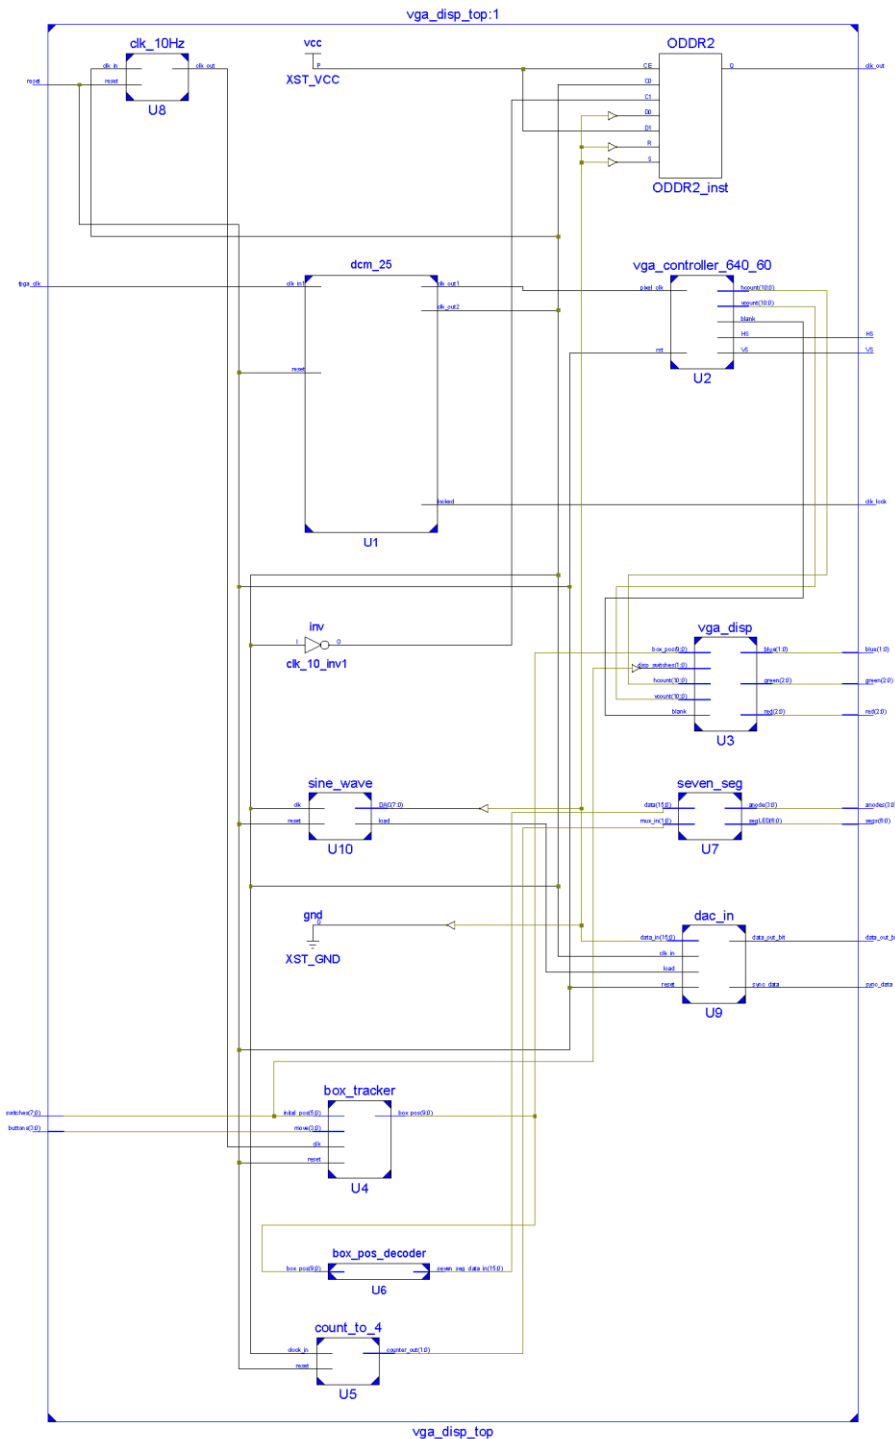 vga_disp_top:1
clk_10Hz
vcc
ODDR2
clk_in
clk_out
P
CE
Q
clk_out
reset
reset
XST_VCC
C0
U8
C1
D0
D1
R
S
ODDR2_inst
dcm_25
vga_controller_640_60
clk_in1
clk_out1
pixel_clk
hcount(10:0)
clk_out2
vcount(10:0)
blank
HS
HS
rst
VS
VS
U2
reset
locked
clk_lock
U1
inv
vga_disp
I
O
box_pos(9:0)
blue(1:0)
blue(1:0)
clk_10_inv1
disp_switches(1:0)
hcount(10:0)
green(2:0)
green(2:0)
vcount(10:0)
blank
red(2:0)
red(2:0)
U3
sine_wave
seven_seg
clk
DAC(7:0)
data(15:0)
anode(3:0)
anodes(3:0)
reset
load
mux_in(1:0)
segLED(6:0)
segs(6:0)
U10
U7
gnd
dac_in
XST_GND
data_in(15:0)
data_out_bit
data_out_bi
clk_in
load
reset
sync_data
sync_data
U9
box_tracker
switches(7:0)
initial_pos(5:0)
box_pos(9:0)
buttons(3:0)
move(3:0)
clk
reset
U4
box_pos_decoder
box_pos(9:0)
seven_seg_data_in(15:0)
U6
count_to_4
clock_in
counter_out(1:0)
reset
U5
vga_disp_top